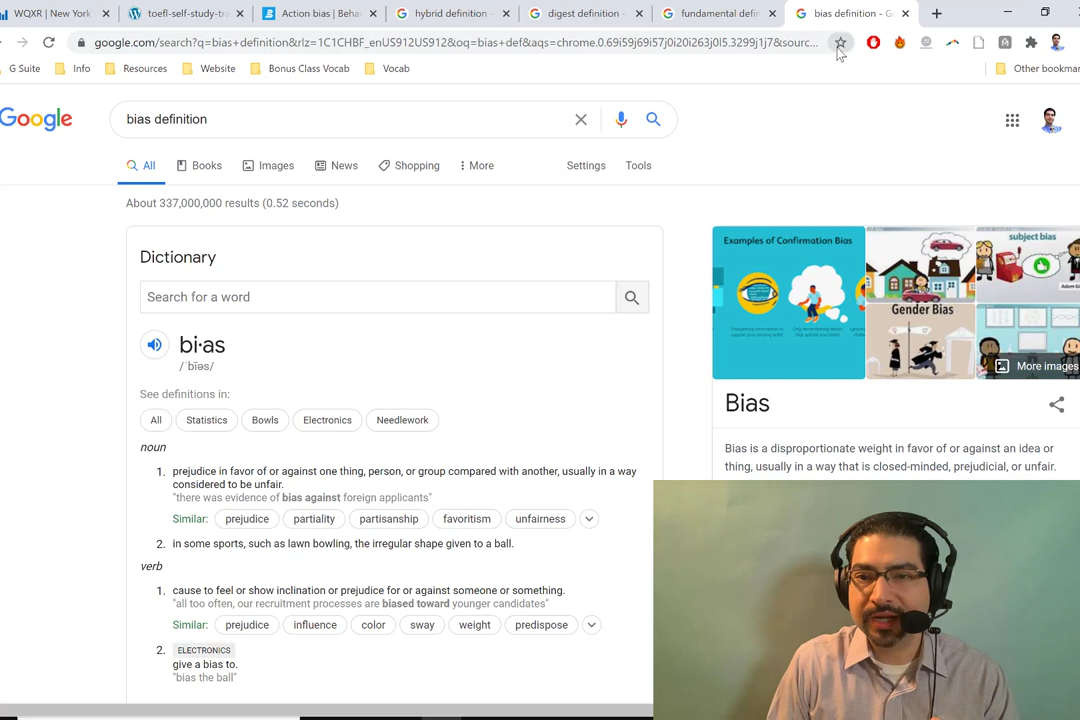 WQXR | New York'
toefl-self-study-tra
Action bias | Beha
hybrid definition -
digest definition -
fundamental defin
bias definition - G
google.com/search?q=bias+definition&rlz=1C1CHBF_enUS912US912&oq=bias+def&aqs=chrome.0.69i59j69i57j0i20i263j0l5.3299j1j7&sourc...
G Suite
Info
Resources
Website
Bonus Class Vocab
Vocab
Other bookmar
Google
bias definition
All
Books
Images
News
Shopping
More
Settings
Tools
About 337,000,000 results (0.52 seconds)
Dictionary
Search for a word
bi·as
/ˈbīəs/
See definitions in:
All
Statistics
Bowls
Electronics
Needlework
noun
1. prejudice in favor of or against one thing, person, or group compared with another, usually in a way
considered to be unfair.
"there was evidence of bias against foreign applicants"
Similar: prejudice partiality partisanship favoritism unfairness
2. in some sports, such as lawn bowling, the irregular shape given to a ball.
verb
1. cause to feel or show inclination or prejudice for or against someone or something.
"all too often, our recruitment processes are biased toward younger candidates"
Similar: prejudice influence color sway weight predispose
2. ELECTRONICS
give a bias to.
"bias the ball"
Examples of Confirmation Bias
subject bias
Gender Bias
More images
Bias
Bias is a disproportionate weight in favor of or against an idea or
thing, usually in a way that is closed-minded, prejudicial, or unfair.